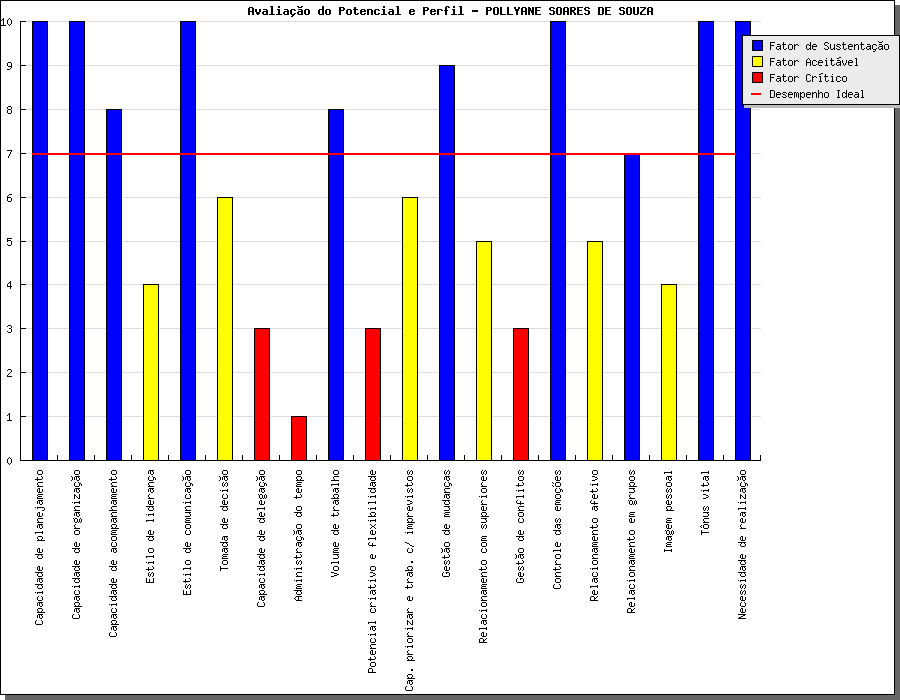 Avaliação do Potencial e Perfil - POLLYANE SOARES DE SOUZA
10
9
8
7
6
5
4
3
2
1
0
Fator de Sustentação
Fator Aceitável
Fator Crítico
Desempenho Ideal
Capacidade de planejamento
Capacidade de organização
Capacidade de acompanhamento
Estilo de liderança
Estilo de comunicação
Tomada de decisão
Capacidade de delegação
Administração do tempo
Volume de trabalho
Potencial criativo e flexibilidade
Cap. priorizar e trab. c/ imprevistos
Gestão de mudanças
Relacionamento com superiores
Gestão de conflitos
Controle das emoções
Relacionamento afetivo
Relacionamento em grupos
Imagem pessoal
Tônus vital
Necessidade de realização